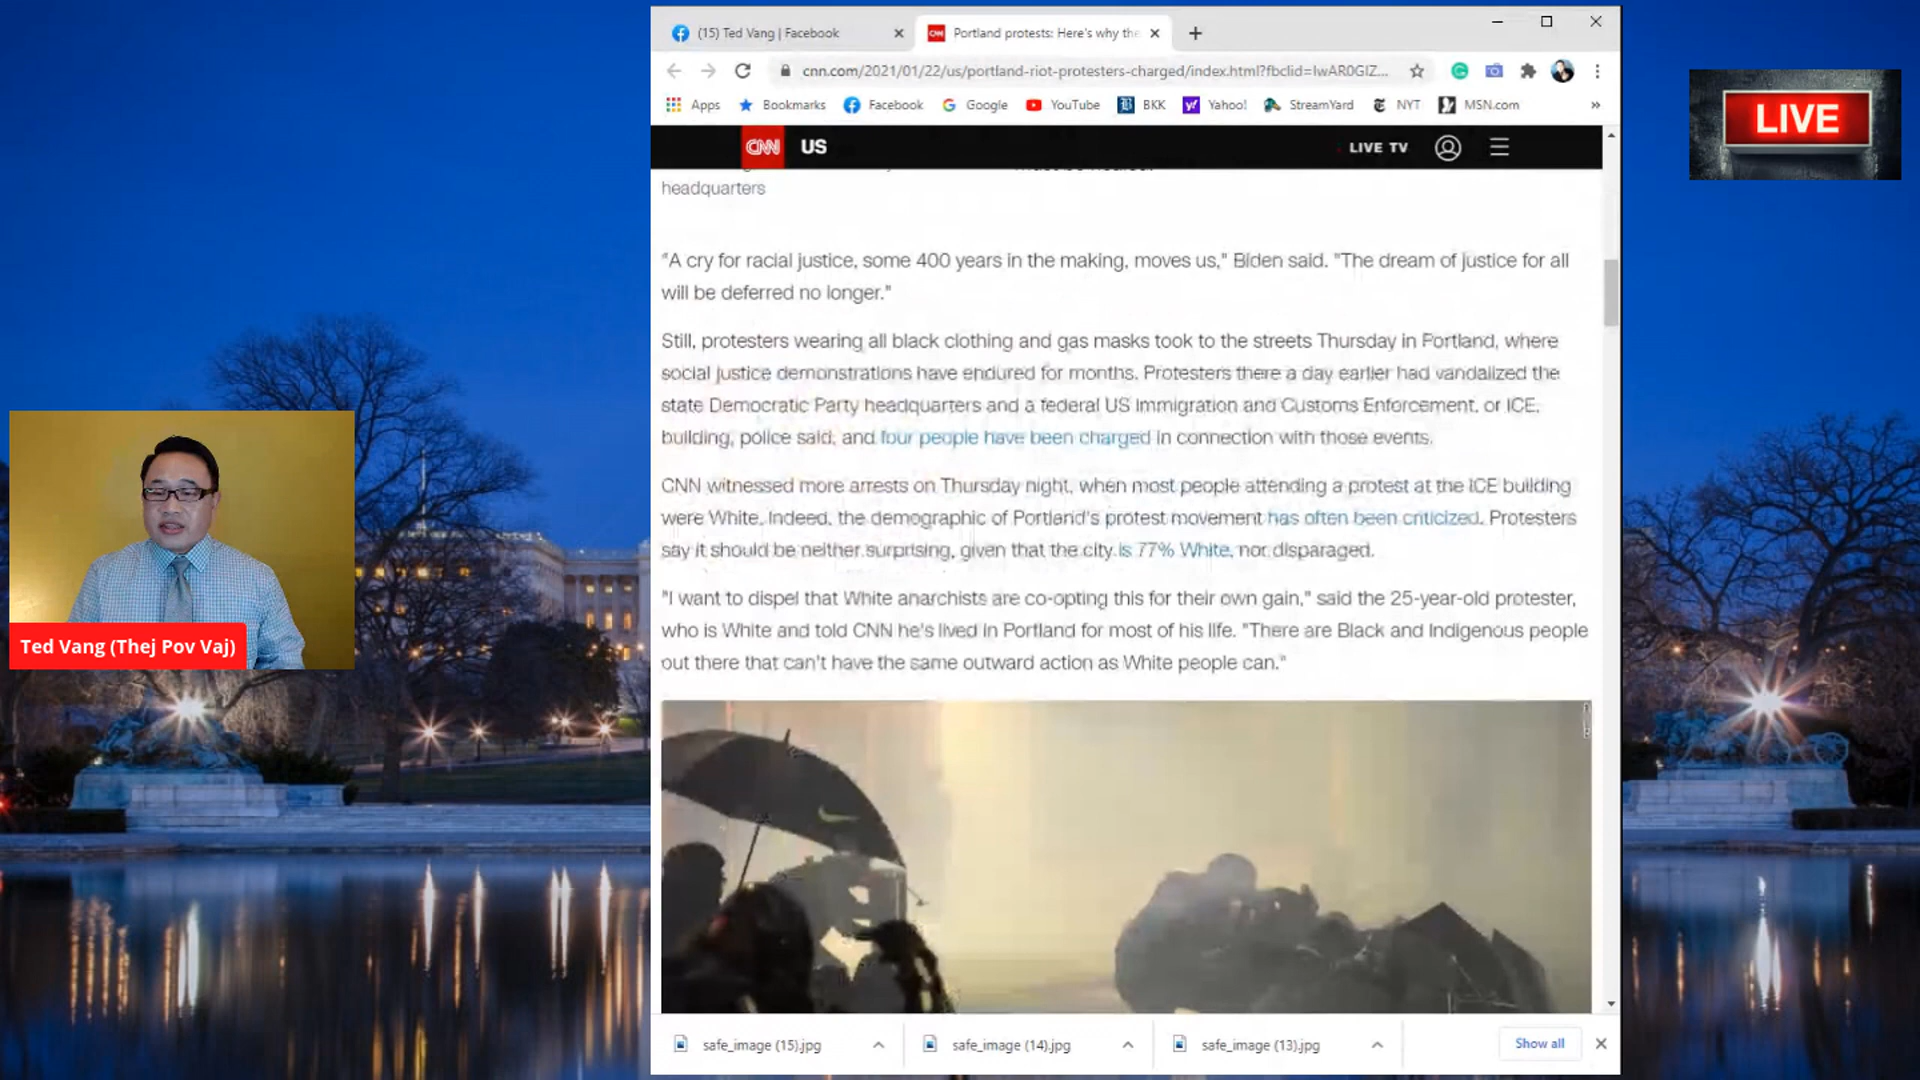 (15) Ted Vang | Facebook
Portland protests: Here's why the
cnn.com/2021/01/22/us/portland-riot-protesters-charged/index.html?fbclid=IwAR0GIZ...
Apps
Bookmarks
Facebook
Google
YouTube
BKK
Yahoo!
StreamYard
NYT
MSN.com
»
CNN US
LIVE TV
LIVE
headquarters
"A cry for racial justice, some 400 years in the making, moves us," Biden said. "The dream of justice for all
will be deferred no longer."
Still, protesters wearing all black clothing and gas masks took to the streets Thursday in Portland, where
social justice demonstrations have endured for months. Protesters there a day earlier had vandalized the
state Democratic Party headquarters and a federal US Immigration and Customs Enforcement, or ICE,
building, police said, and four people have been charged in connection with those events.
CNN witnessed more arrests on Thursday night, when most people attending a protest at the ICE building
were White. Indeed, the demographic of Portland's protest movement has often been criticized. Protesters
say it should be neither surprising, given that the city is 77% White, nor disparaged.
"I want to dispel that White anarchists are co-opting this for their own gain," said the 25-year-old protester,
who is White and told CNN he's lived in Portland for most of his life. "There are Black and Indigenous people
out there that can't have the same outward action as White people can."
Ted Vang (Thej Pov Vaj)
safe_image (15).jpg
safe_image (14).jpg
safe_image (13).jpg
Show all